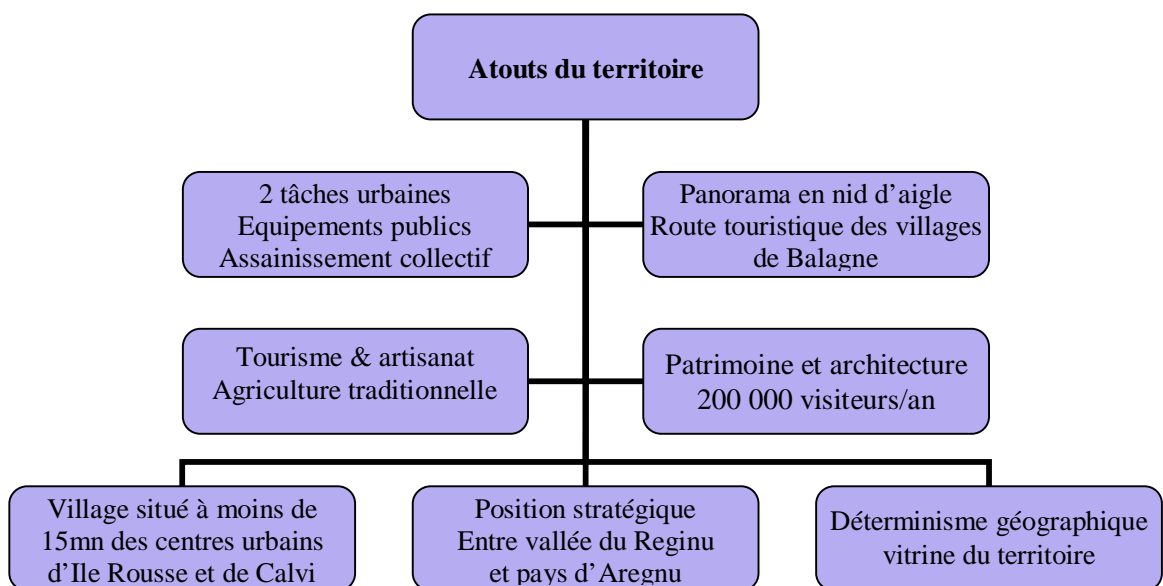 Atouts du territoire
2 tâches urbaines
Equipements publics
Assainissement collectif
Panorama en nid d'aigle
Route touristique des villages
de Balagne
Tourisme & artisanat
Agriculture traditionnelle
Patrimoine et architecture
200 000 visiteurs/an
Village situé à moins de
15mn des centres urbains
d'Ile Rousse et de Calvi
Position stratégique
Entre vallée du Reginu
et pays d'Aregnu
Déterminisme géographique
vitrine du territoire